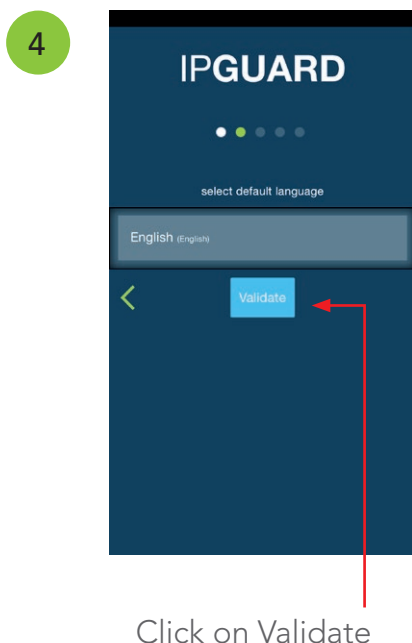 4
IPGUARD
select default language
English (English)
Validate
Click on Validate